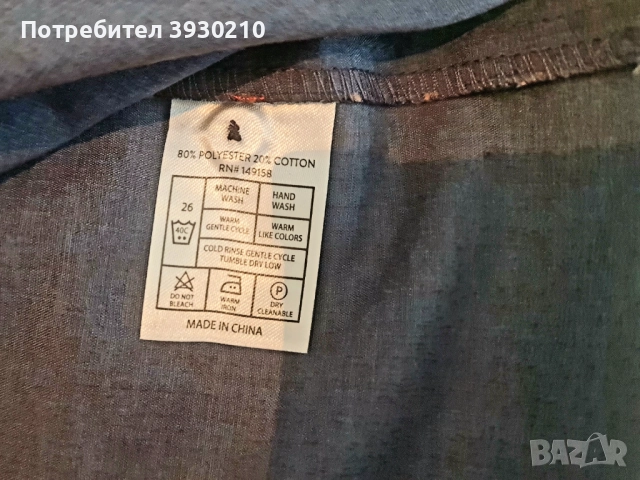 Потребител 3930210
80% POLYESTER 20% COTTON
RN# 149158
26
40C
MACHINE
WASH
HAND
WASH
WARM
GENTLE CYCLE
WARM
LIKE COLORS
COLD RINSE GENTLE CYCLE
TUMBLE DRY LOW
DO NOT
BLEACH
WARM
IRON
P
DRY
CLEANABLE
MADE IN CHINA
BAZAR